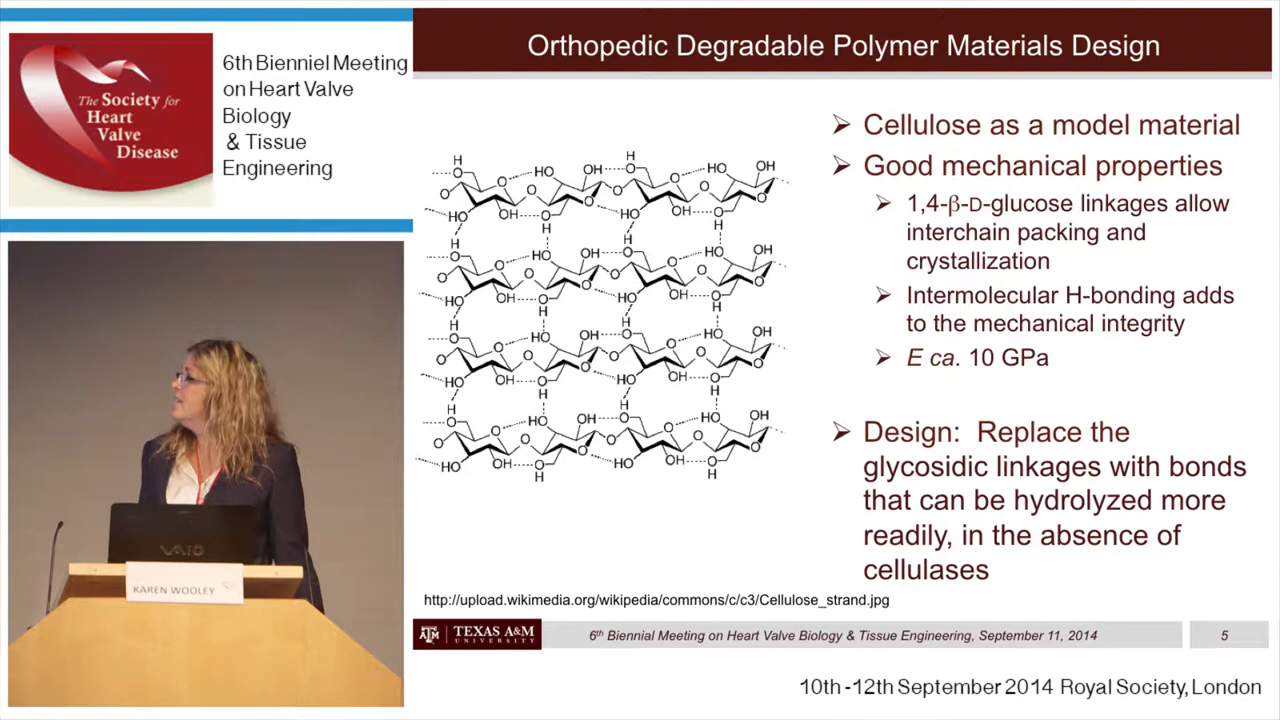 The Society for
Heart
Valve
Disease
6th Bienniel Meeting
on Heart Valve
Biology
& Tissue
Engineering
VAIO
KAREN WOOLEY
Orthopedic Degradable Polymer Materials Design
➢ Cellulose as a model material
➢ Good mechanical properties
➢ 1,4-β-D-glucose linkages allow
interchain packing and
crystallization
➢ Intermolecular H-bonding adds
to the mechanical integrity
➢ E ca. 10 GPa
➢ Design: Replace the
glycosidic linkages with bonds
that can be hydrolyzed more
readily, in the absence of
cellulases
http://upload.wikimedia.org/wikipedia/commons/c/c3/Cellulose_strand.jpg
ATM TEXAS A&M
UNIVERSITY
6th Biennial Meeting on Heart Valve Biology & Tissue Engineering, September 11, 2014
5
10th -12th September 2014 Royal Society, London